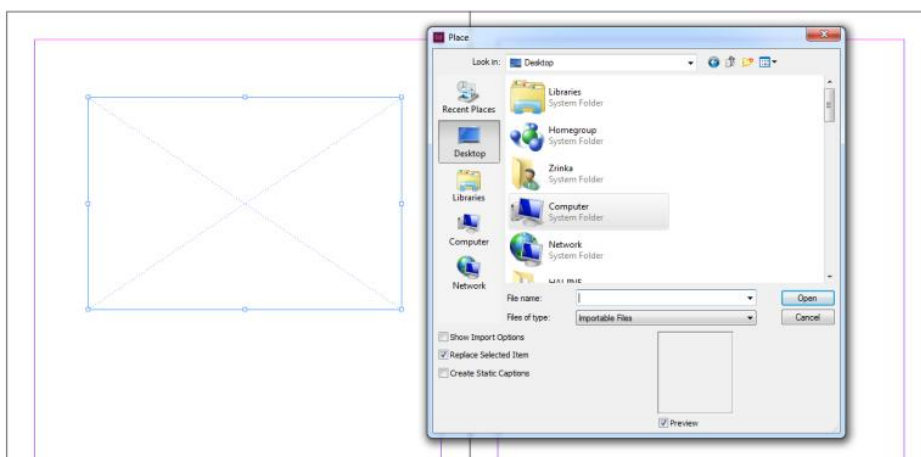 Place
Look in:
Desktop
Recent Places
Desktop
Libraries
Computer
Network
Libraries
System Folder
Homegroup
System Folder
Zrinka
System Folder
Computer
System Folder
Network
System Folder
File name:
Open
Files of type:
Importable Files
Cancel
Show Import Options
Replace Selected Item
Create Static Captions
Preview